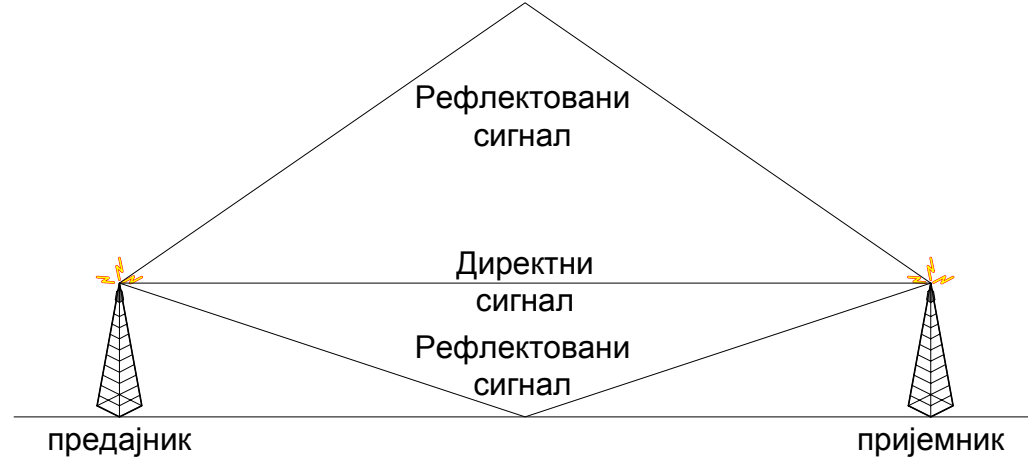 Рефлектовани
сигнал
Директни
сигнал
Рефлектовани
сигнал
предајник
пријемник